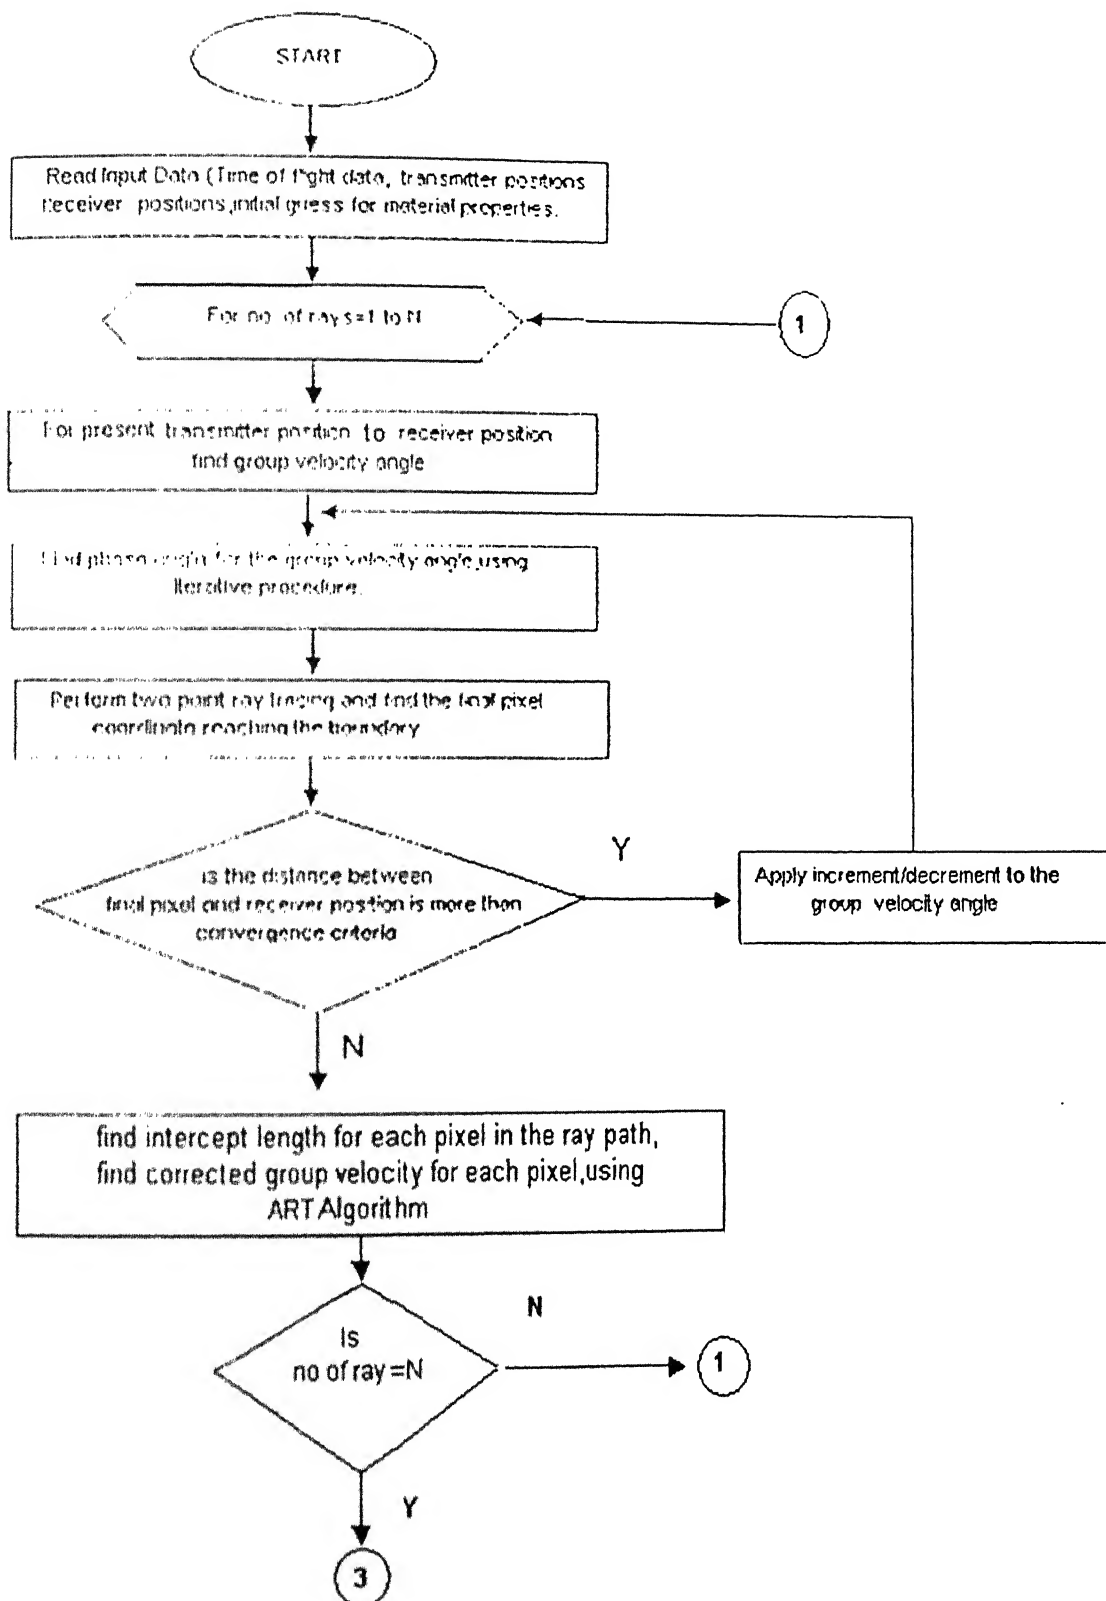 START
Read Input Data (Time of flight data, transmitter positions
receiver positions,initial guess for material properties.
For no. of rays=1 to N
1
For present transmitter position to receiver position
find group velocity angle
Find phase angle for the group velocity angle,using
iterative procedure.
Perform two point ray tracing and find the final pixel
coordinate reaching the boundary
is the distance between
final pixel and receiver postion is more than
convergence criteria
Y
Apply increment/decrement to the
group velocity angle
N
find intercept length for each pixel in the ray path,
find corrected group velocity for each pixel,using
ART Algorithm
Is
no of ray =N
N
1
Y
3